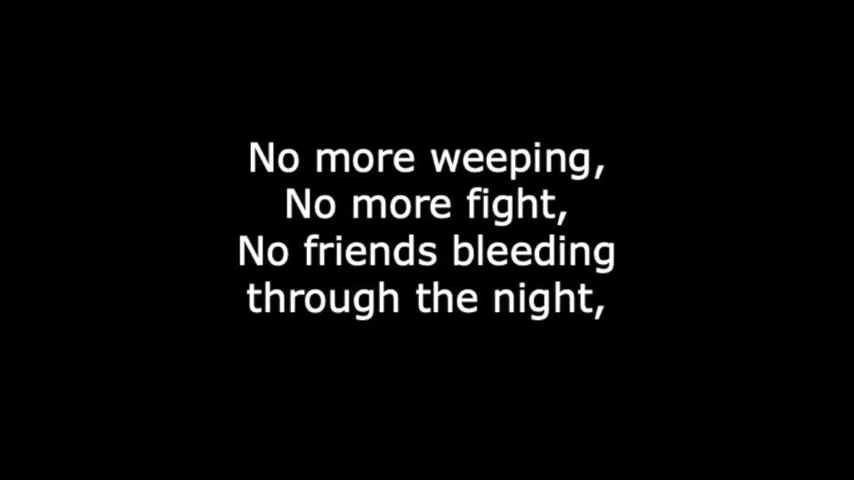 No more weeping,
No more fight,
No friends bleeding
through the night,